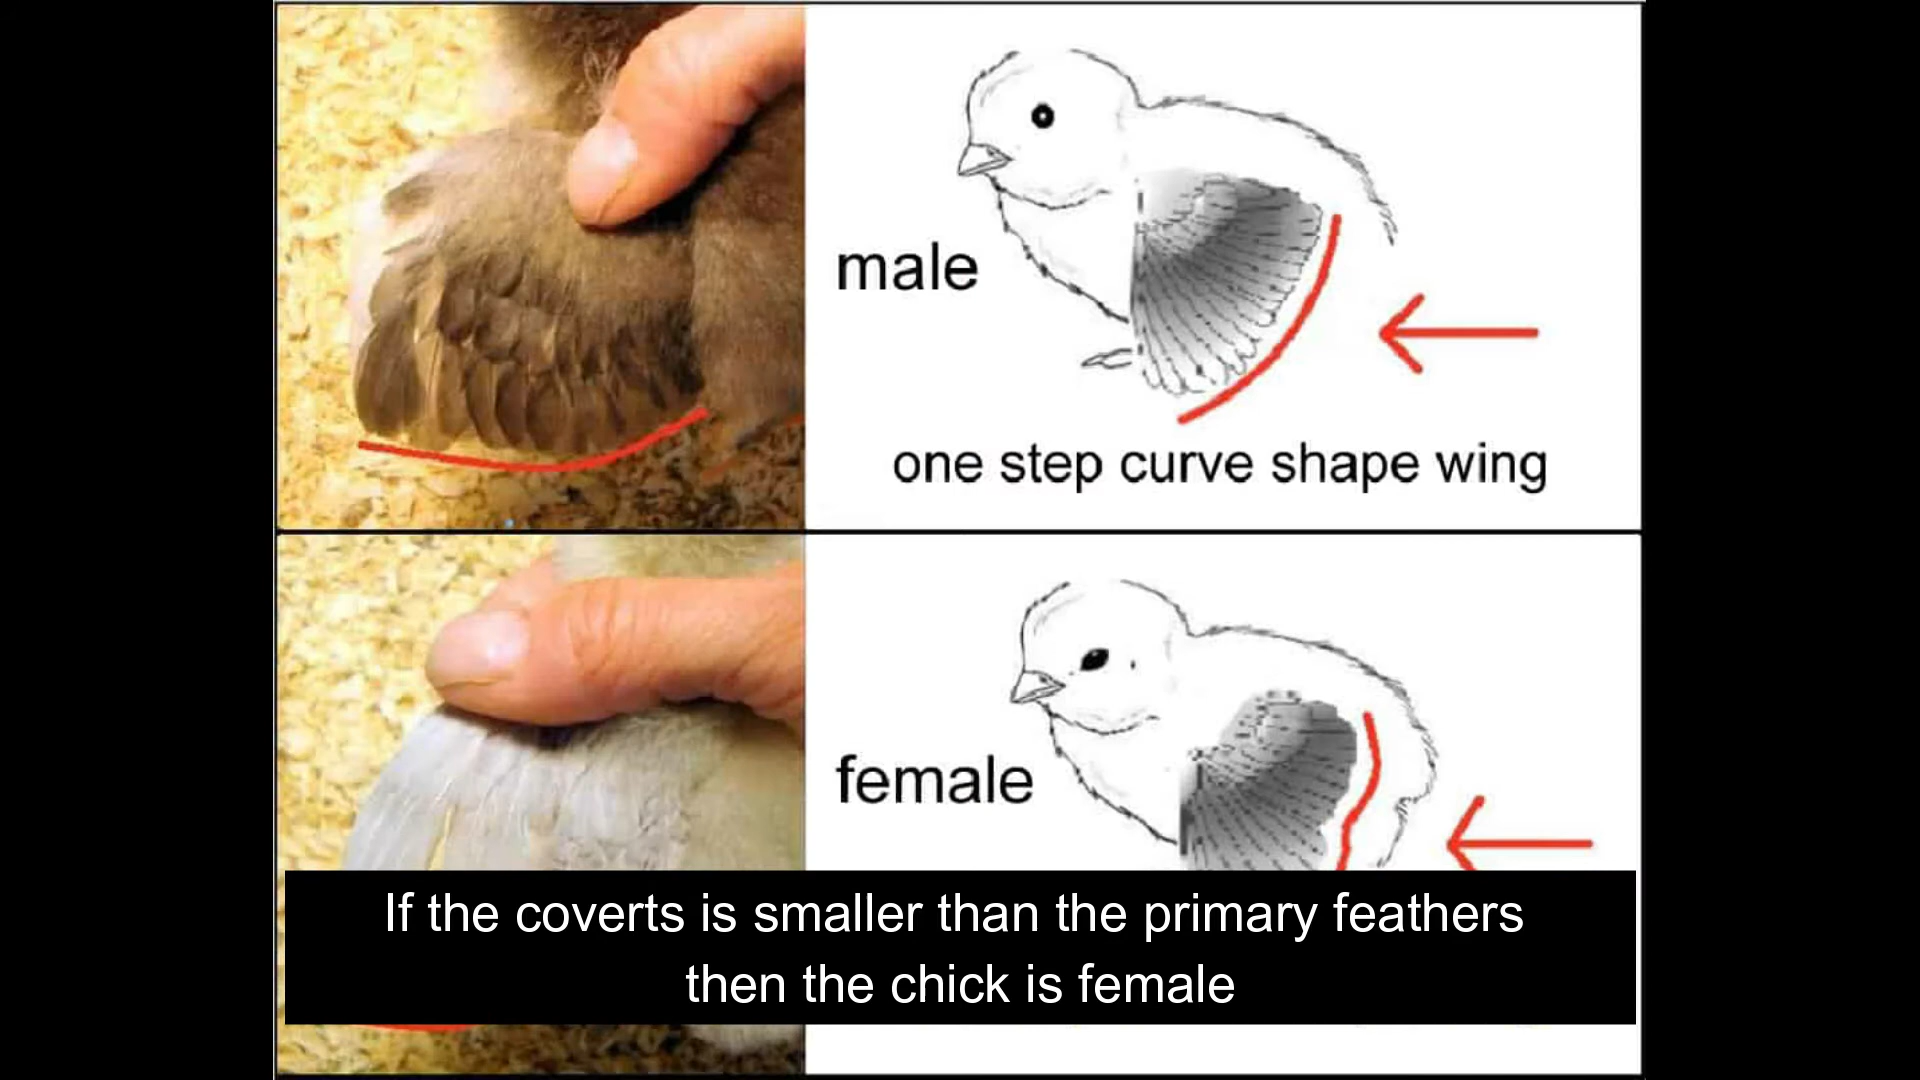 male
one step curve shape wing
female
If the coverts is smaller than the primary feathers
then the chick is female